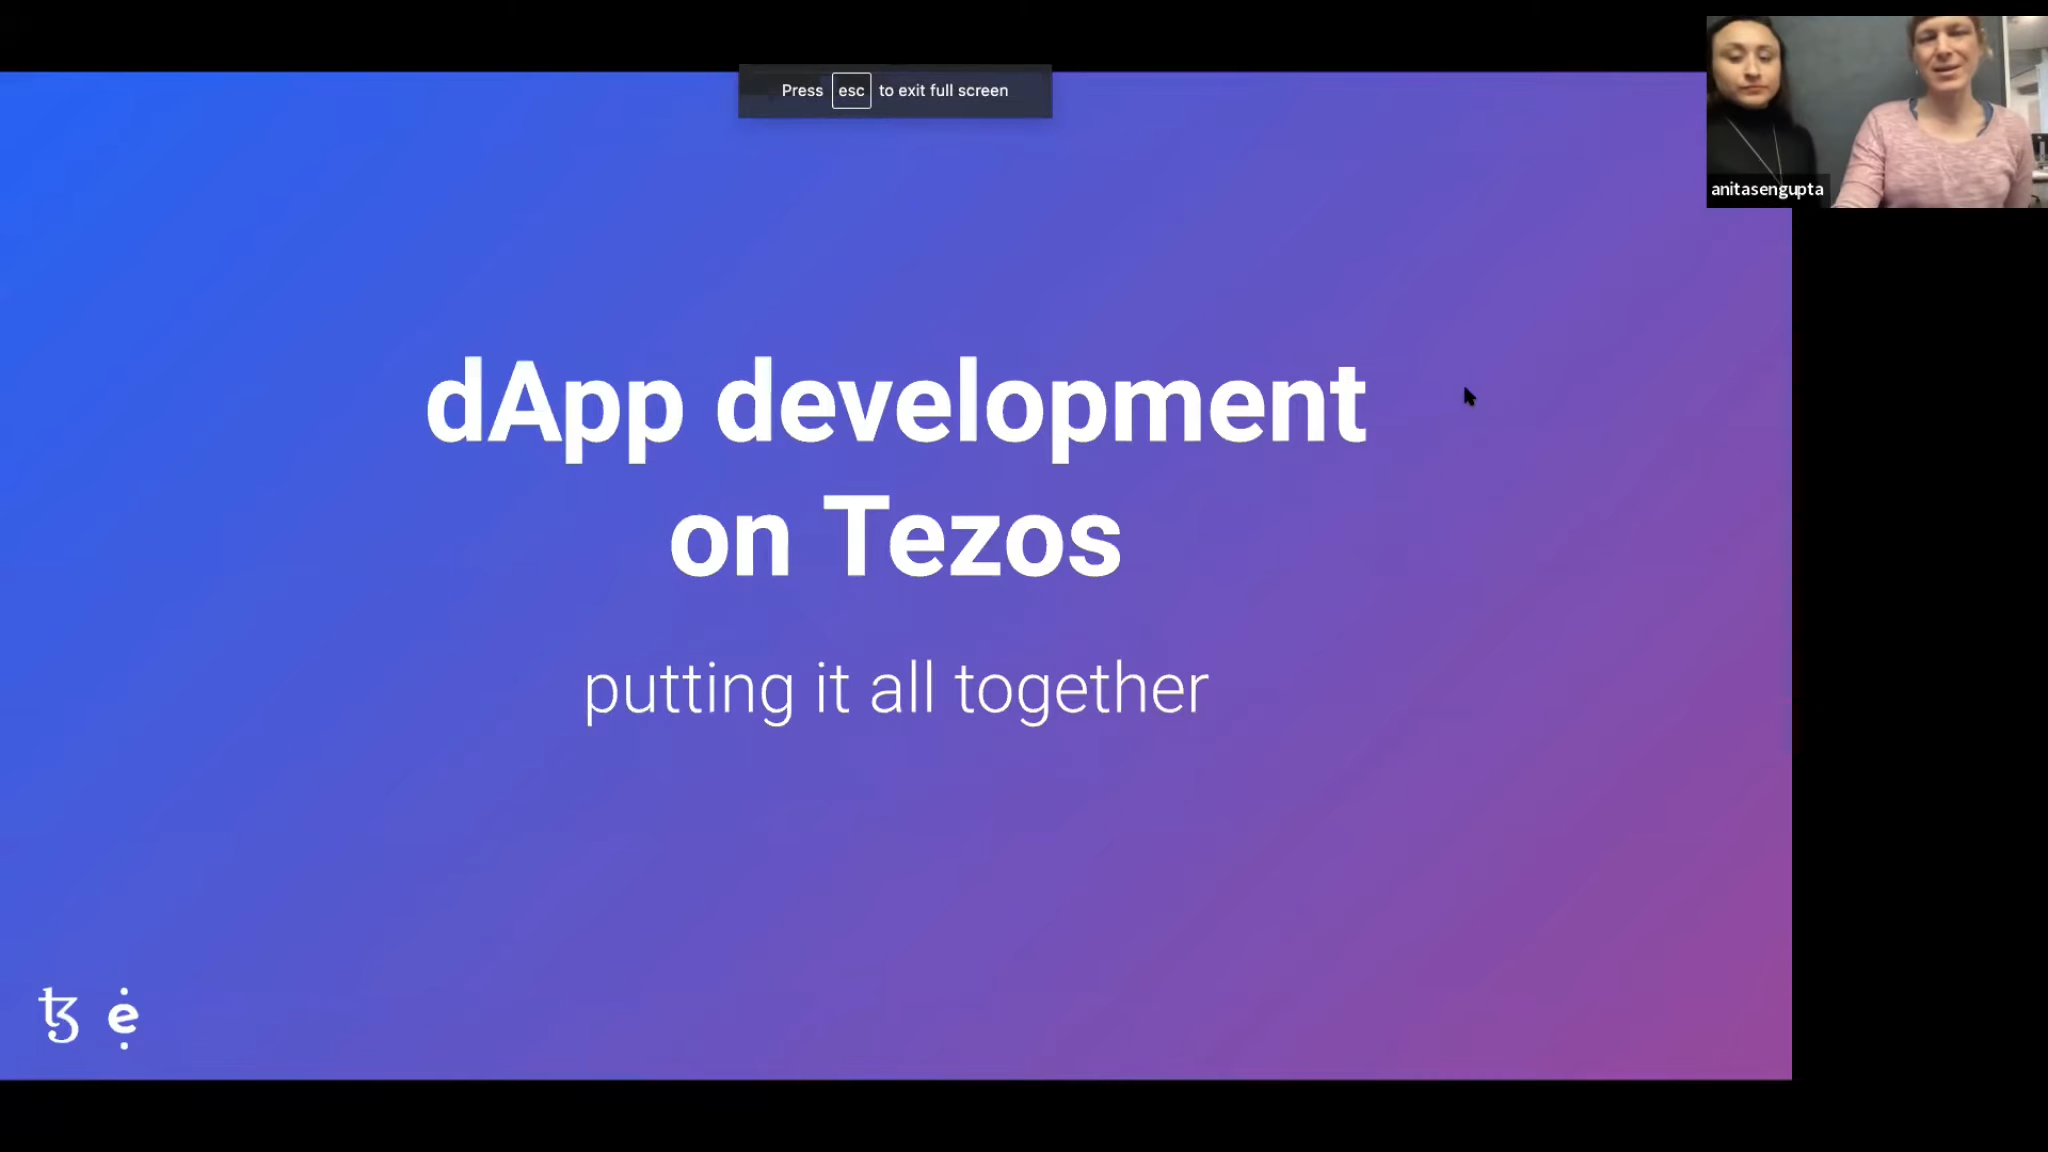 Press esc to exit full screen
anitasengupta
dApp development
on Tezos
putting it all together